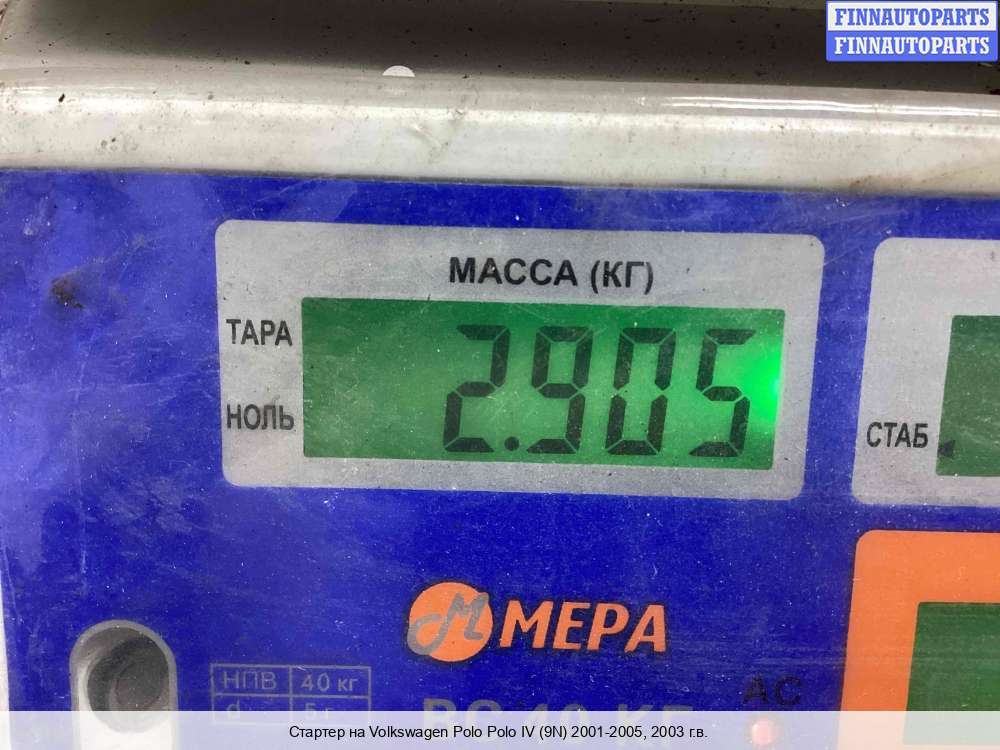 FINNAUTOPARTS
FINNAUTOPARTS
МАССА (КГ)
ТАРА
2.905
НОЛЬ
СТАБ
М МЕРА
НПВ 40 кг
d 5 г
AC
Стартер на Volkswagen Polo Polo IV (9N) 2001-2005, 2003 г.в.